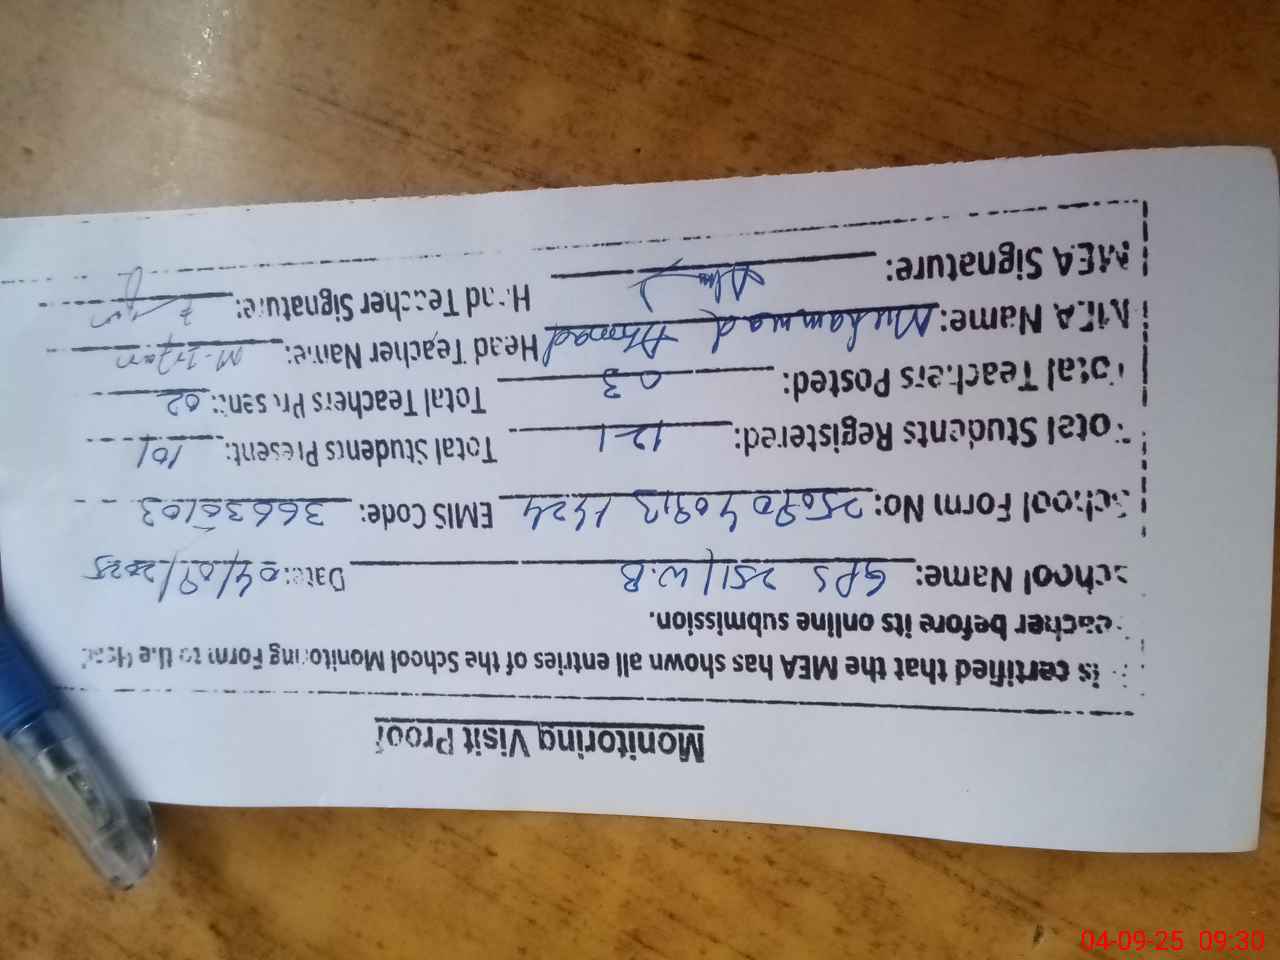 Monitoring Visit Proof
is certified that the MEA has shown all entries of the School Monitoring Form to the Head
eacher before its online submission.
School Name: GPS 251/W.B Date: 04/09/2025
School Form No: EMIS Code: 36636103
Total Students Registered: 121 Total Students Present: 101
Total Teachers Posted: 03 Total Teachers Present: 02
MEA Name: Muhammad Ahmad Head Teacher Name: M. Irfan
MEA Signature: Head Teacher Signature:
04-09-25 09:30